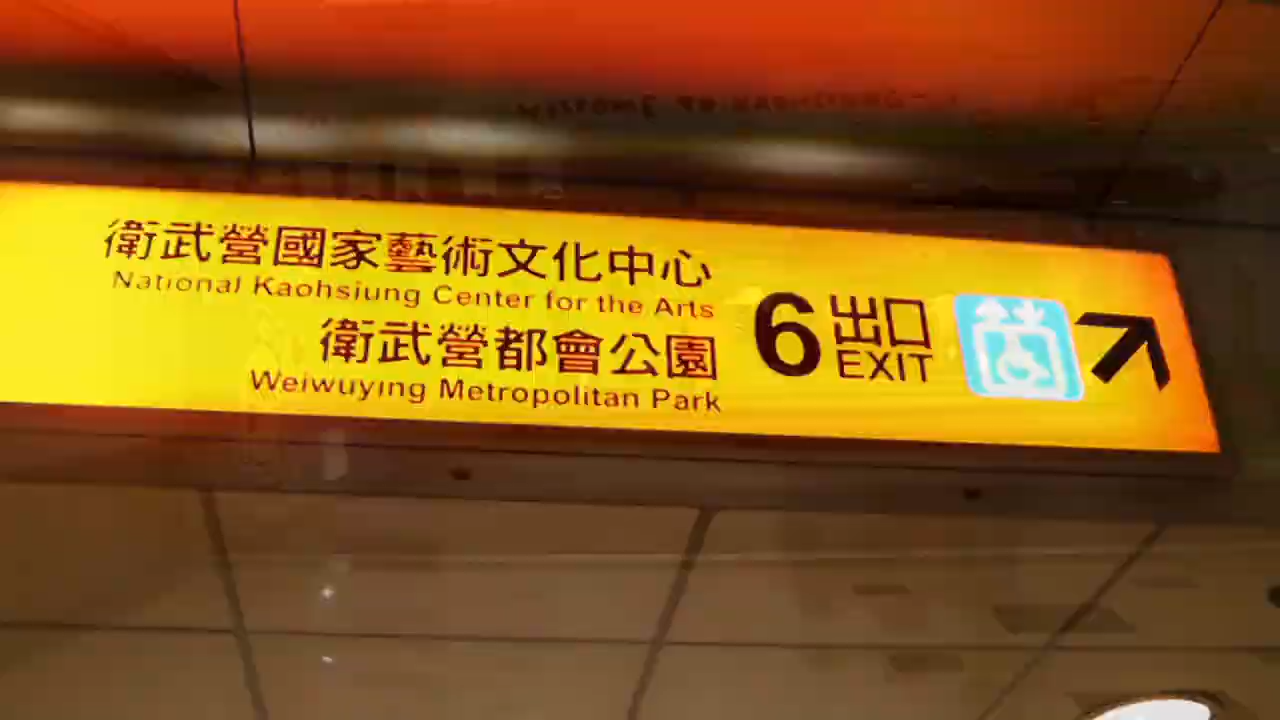 衛武營國家藝術文化中心
National Kaohsiung Center for the Arts
衛武營都會公園
Weiwuying Metropolitan Park
6 出口
EXIT